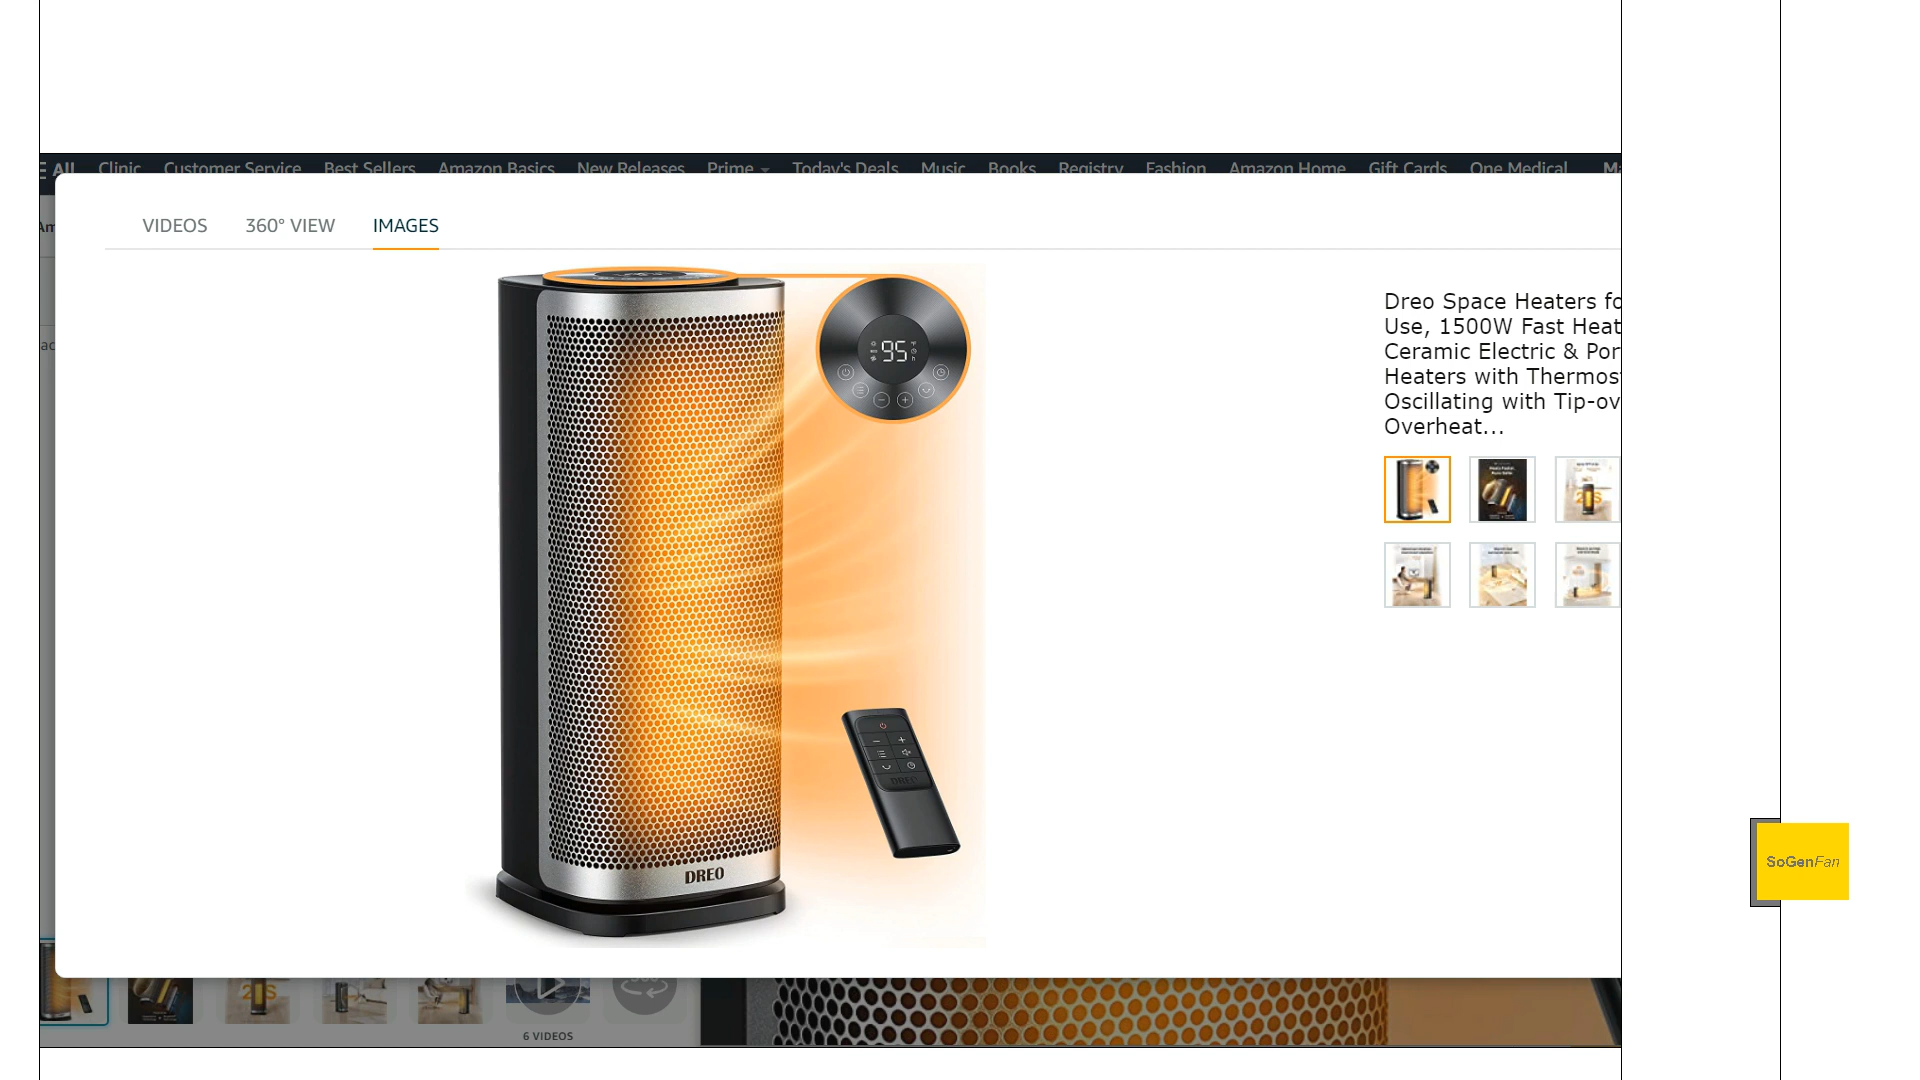 All Clinic Customer Service Best Sellers Amazon Basics New Releases Prime Today's Deals Music Books Registry Fashion Amazon Home Gift Cards One Medical
VIDEOS 360° VIEW IMAGES
95
Dreo Space Heaters fo
Use, 1500W Fast Heat
Ceramic Electric & Por
Heaters with Thermos
Oscillating with Tip-ov
Overheat...
DREO
DREO
SoGenFan
6 VIDEOS